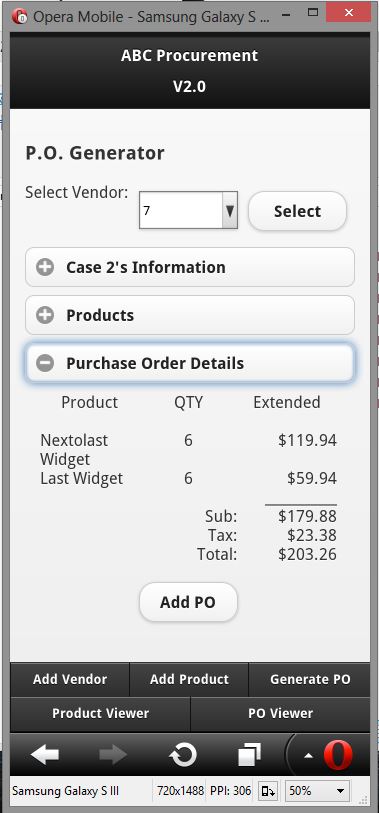 Opera Mobile - Samsung Galaxy S ...
ABC Procurement
V2.0
P.O. Generator
Select Vendor:
7
Select
Case 2's Information
Products
Purchase Order Details
Product QTY Extended
Nextolast Widget 6 $119.94
Last Widget 6 $59.94
Sub: $179.88
Tax: $23.38
Total: $203.26
Add PO
Add Vendor Add Product Generate PO
Product Viewer PO Viewer
Samsung Galaxy S III 720x1488 PPI: 306 50%